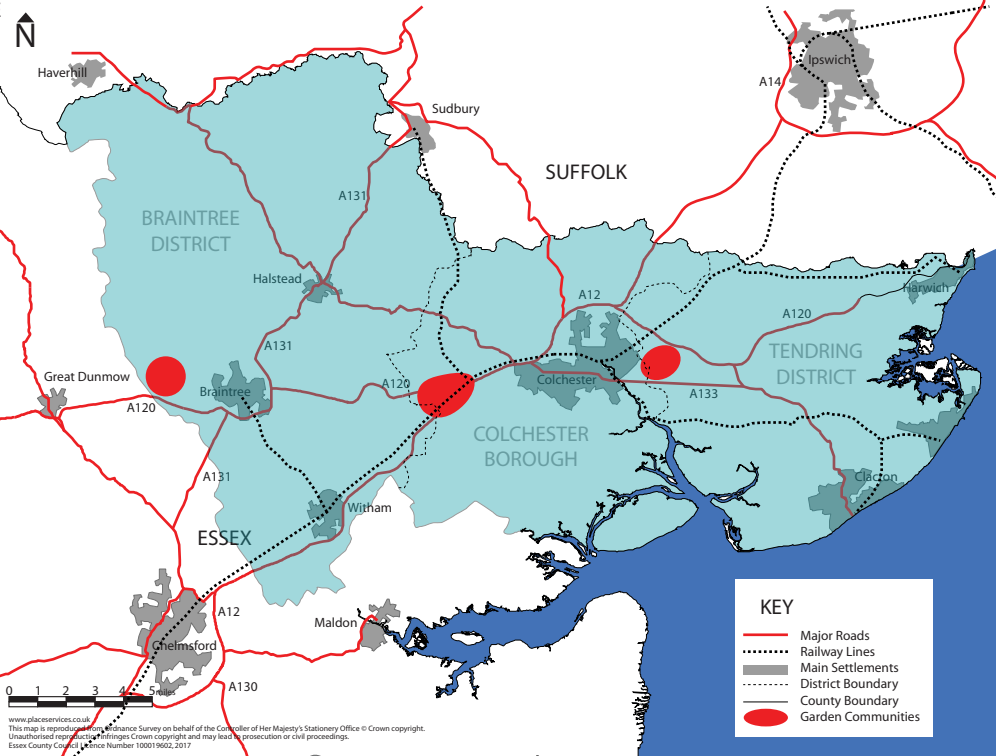 N
Haverhill
Sudbury
Ipswich
A14
SUFFOLK
A131
BRAINTREE
DISTRICT
Halstead
A12
Harwich
A120
A131
TENDRING
DISTRICT
Great Dunmow
Braintree
A120
Colchester
A120
A133
COLCHESTER
BOROUGH
A131
Clacton
Witham
ESSEX
A12
Maldon
Chelmsford
A130
0 1 2 3 4 5 miles
www.placeservices.co.uk
This map is reproduced from Ordnance Survey on behalf of the Controller of Her Majesty's Stationery Office © Crown copyright.
Unauthorised reproduction infringes Crown copyright and may lead to prosecution or civil proceedings.
Essex County Council Licence Number 100019602, 2017
KEY
Major Roads
Railway Lines
Main Settlements
District Boundary
County Boundary
Garden Communities